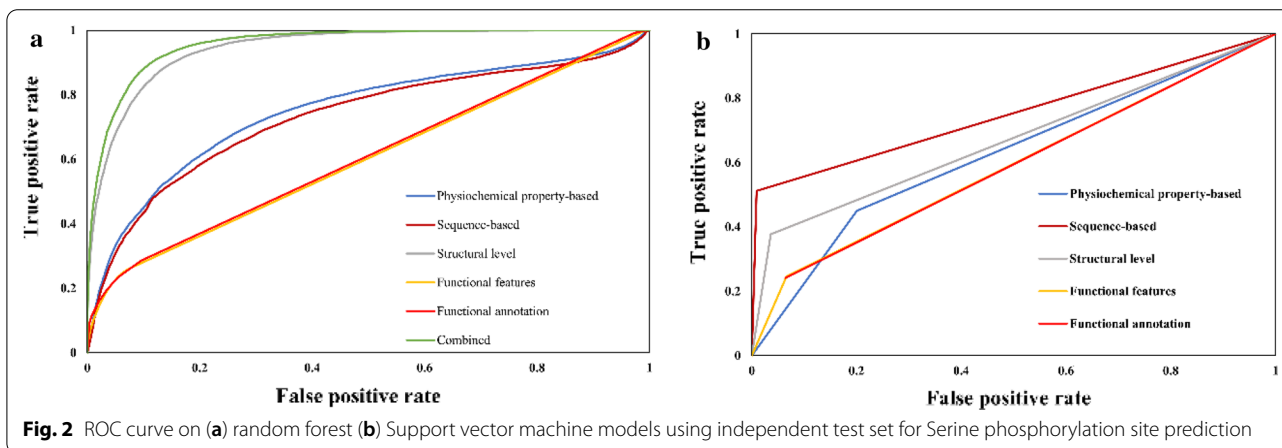 a
1
0.8
0.6
0.4
0.2
0
True positive rate
Physiochemical property-based
Sequence-based
Structural level
Functional features
Functional annotation
Combined
0 0.2 0.4 0.6 0.8 1
False positive rate
b
1
0.8
0.6
0.4
0.2
0
True positive rate
Physiochemical property-based
Sequence-based
Structural level
Functional features
Functional annotation
0 0.2 0.4 0.6 0.8 1
False positive rate
Fig. 2 ROC curve on (a) random forest (b) Support vector machine models using independent test set for Serine phosphorylation site prediction